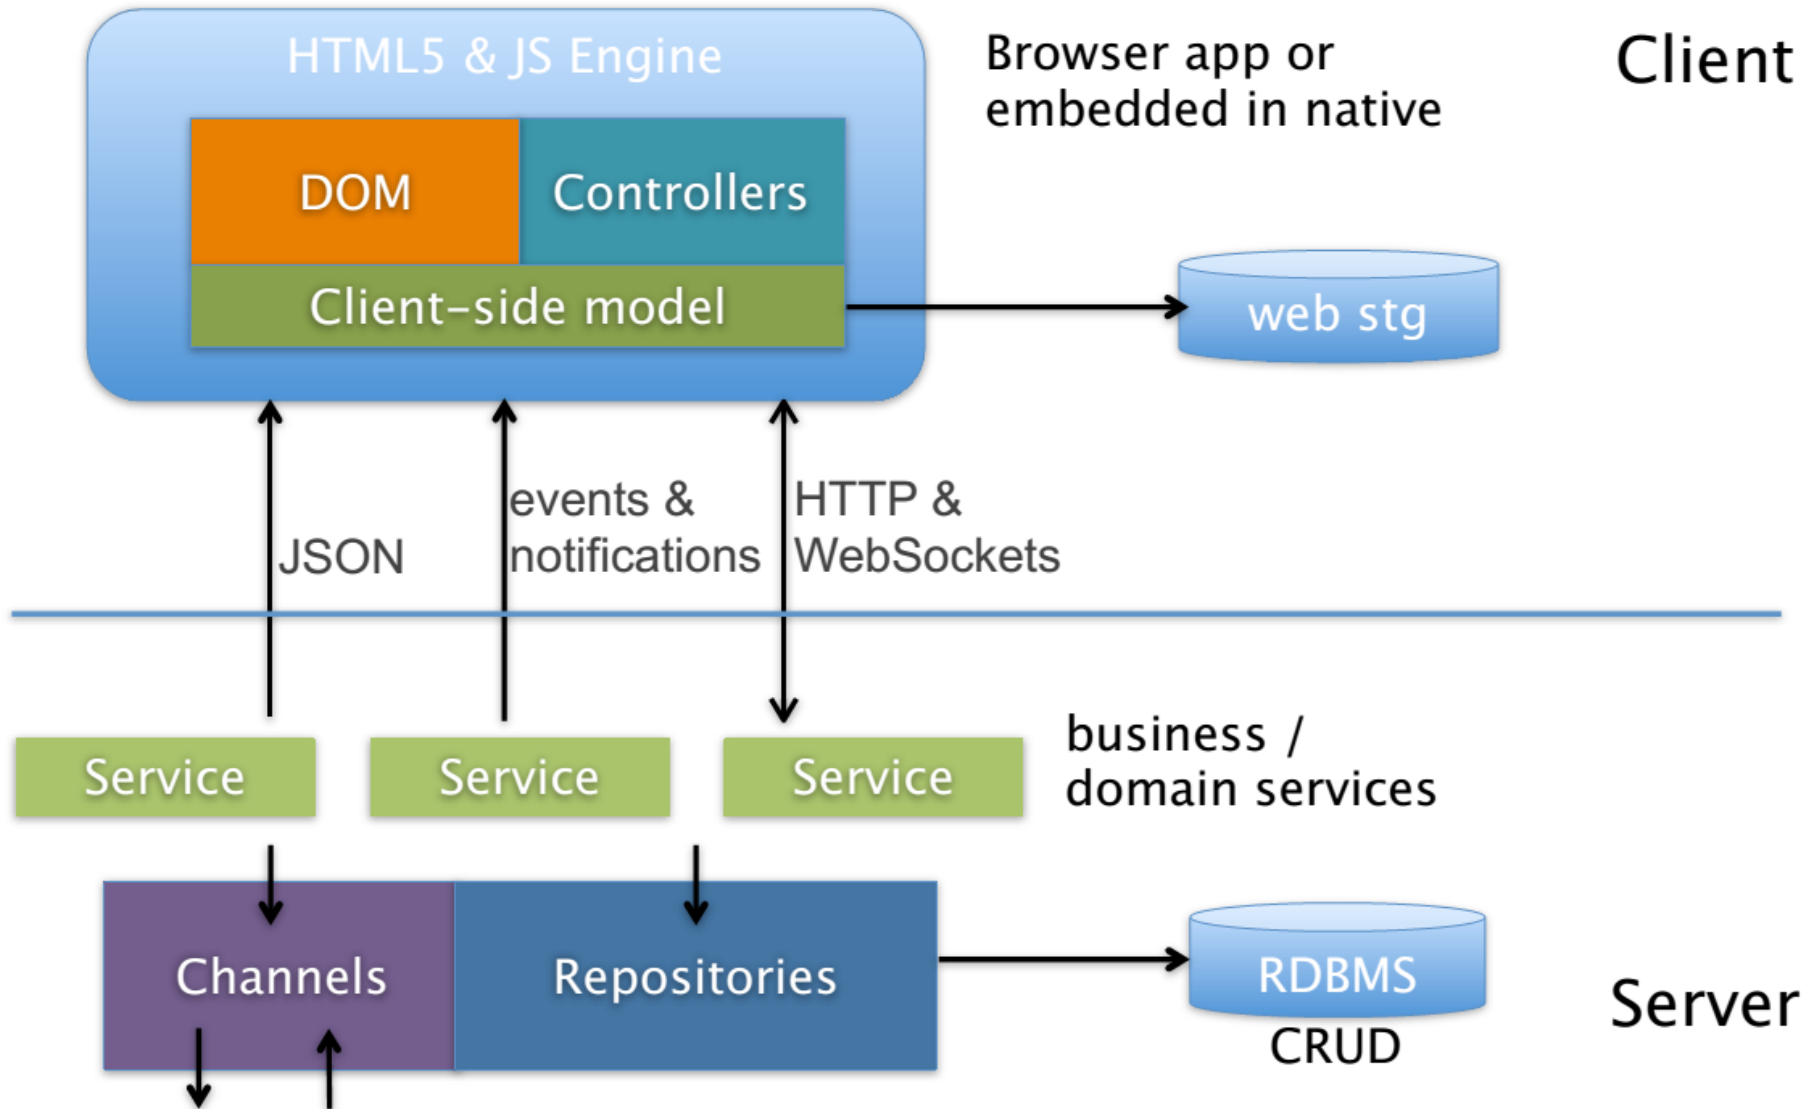 HTML5 & JS Engine
Browser app or
embedded in native
Client
DOM
Controllers
Client-side model
web stg
JSON
events &
notifications
HTTP &
WebSockets
Service
Service
Service
business /
domain services
Channels
Repositories
RDBMS
CRUD
Server